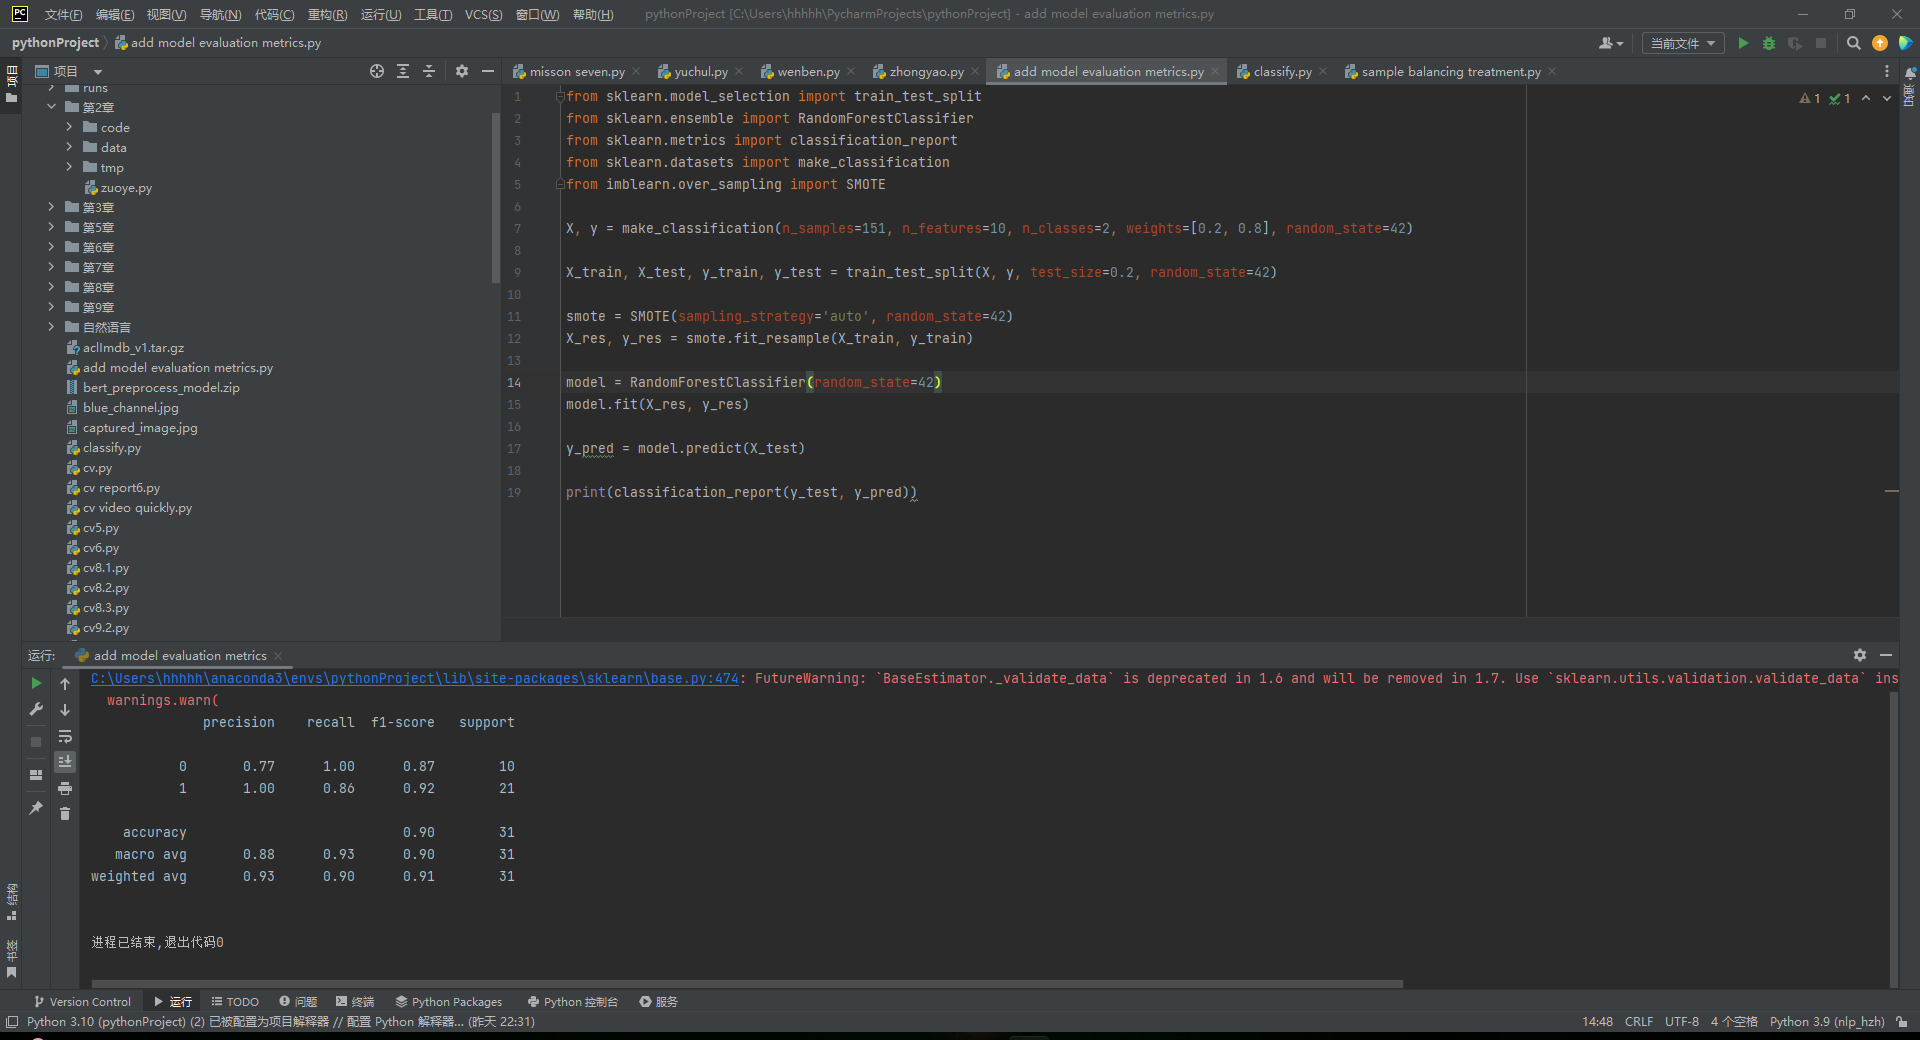 PC 文件(F) 编辑(E) 视图(V) 导航(N) 代码(C) 重构(R) 运行(U) 工具(T) VCS(S) 窗口(W) 帮助(H) pythonProject [C:\Users\hhhhh\PycharmProjects\pythonProject] - add model evaluation metrics.py
pythonProject add model evaluation metrics.py 当前文件
项目
项目
runs
第2章
code
data
tmp
zuoye.py
第3章
第5章
第6章
第7章
第8章
第9章
自然语言
aclImdb_v1.tar.gz
add model evaluation metrics.py
bert_preprocess_model.zip
blue_channel.jpg
captured_image.jpg
classify.py
cv.py
cv report6.py
cv video quickly.py
cv5.py
cv6.py
cv8.1.py
cv8.2.py
cv8.3.py
cv9.2.py
misson seven.py yuchul.py wenben.py zhongyao.py add model evaluation metrics.py classify.py sample balancing treatment.py
通知
1 1
1 from sklearn.model_selection import train_test_split
2 from sklearn.ensemble import RandomForestClassifier
3 from sklearn.metrics import classification_report
4 from sklearn.datasets import make_classification
5 from imblearn.over_sampling import SMOTE
6
7 X, y = make_classification(n_samples=151, n_features=10, n_classes=2, weights=[0.2, 0.8], random_state=42)
8
9 X_train, X_test, y_train, y_test = train_test_split(X, y, test_size=0.2, random_state=42)
10
11 smote = SMOTE(sampling_strategy='auto', random_state=42)
12 X_res, y_res = smote.fit_resample(X_train, y_train)
13
14 model = RandomForestClassifier(random_state=42)
15 model.fit(X_res, y_res)
16
17 y_pred = model.predict(X_test)
18
19 print(classification_report(y_test, y_pred))
运行: add model evaluation metrics
C:\Users\hhhhh\anaconda3\envs\pythonProject\lib\site-packages\sklearn\base.py:474: FutureWarning: `BaseEstimator._validate_data` is deprecated in 1.6 and will be removed in 1.7. Use `sklearn.utils.validation.validate_data` ins
warnings.warn(
precision recall f1-score support
0 0.77 1.00 0.87 10
1 1.00 0.86 0.92 21
accuracy 0.90 31
macro avg 0.88 0.93 0.90 31
weighted avg 0.93 0.90 0.91 31
进程已结束,退出代码0
结构
书签
Version Control 运行 TODO 问题 终端 Python Packages Python 控制台 服务
Python 3.10 (pythonProject) (2) 已被配置为项目解释器 // 配置 Python 解释器... (昨天 22:31) 14:48 CRLF UTF-8 4 个空格 Python 3.9 (nlp_hzh)